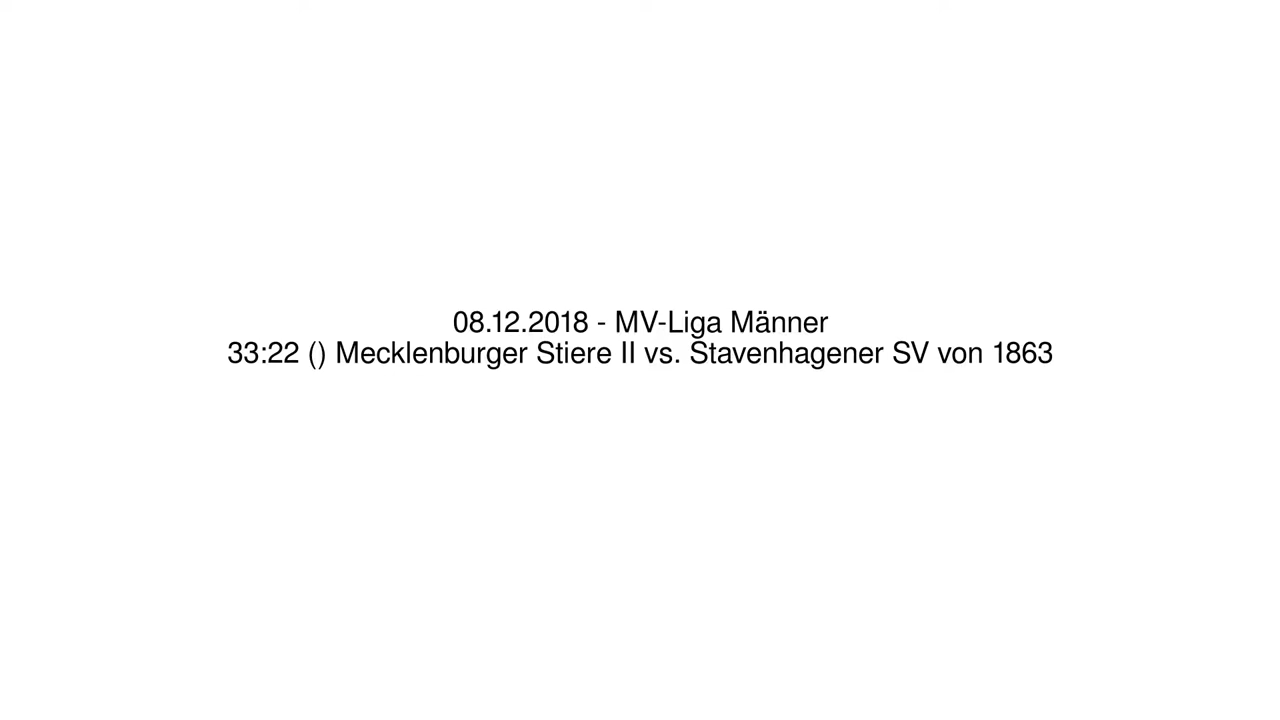 08.12.2018 - MV-Liga Männer
33:22 () Mecklenburger Stiere II vs. Stavenhagener SV von 1863